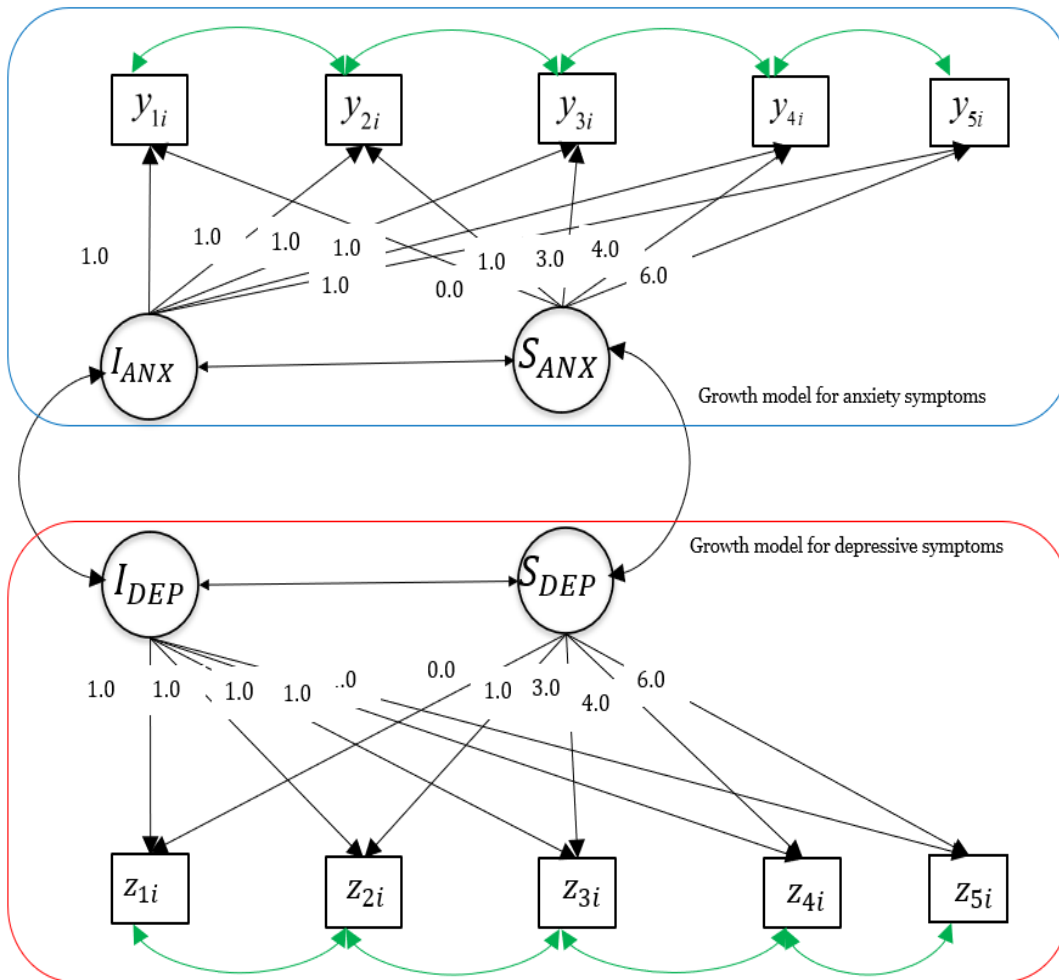 y1i y2i y3i y4i y5i
1.0 1.0 1.0 1.0 1.0 0.0 1.0 3.0 4.0 6.0
IANX SANX
Growth model for anxiety symptoms
Growth model for depressive symptoms
IDEP SDEP
1.0 1.0 1.0 1.0 ..0 0.0 1.0 3.0 4.0 6.0
z1i z2i z3i z4i z5i